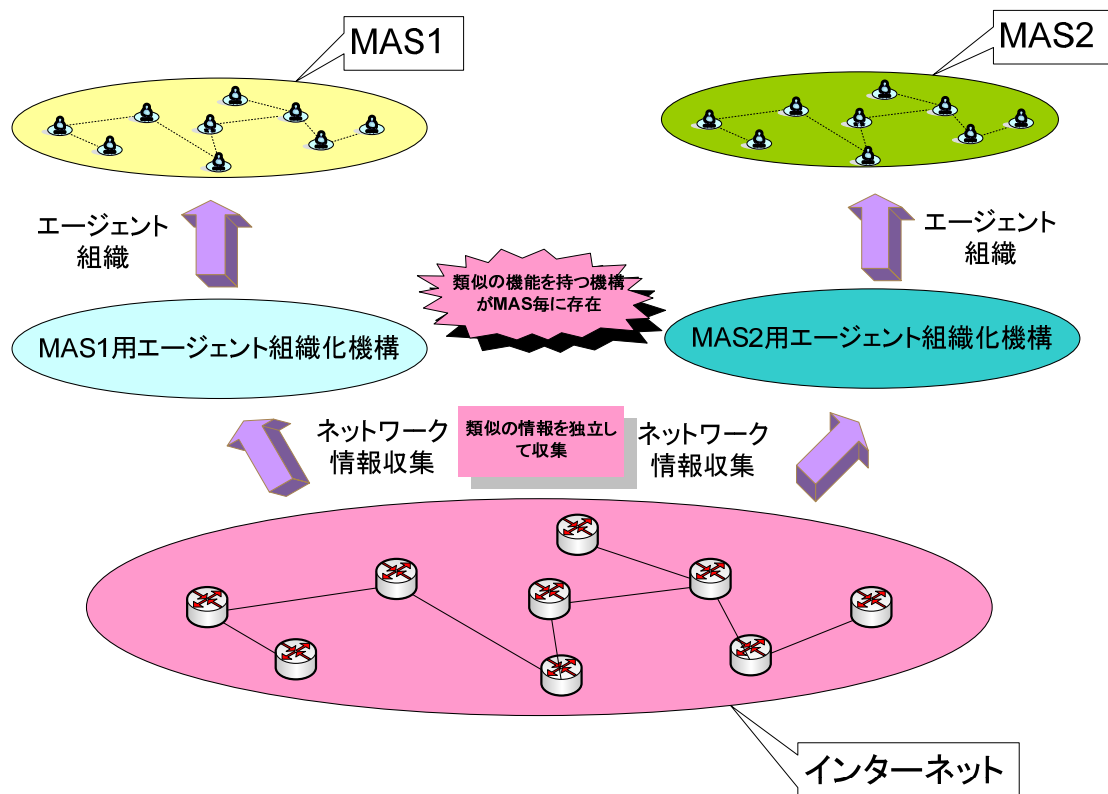 MAS1
MAS2
エージェント
組織
エージェント
組織
類似の機能を持つ機構
がMAS毎に存在
MAS1用エージェント組織化機構
MAS2用エージェント組織化機構
ネットワーク
情報収集
類似の情報を独立し
て収集
ネットワーク
情報収集
インターネット